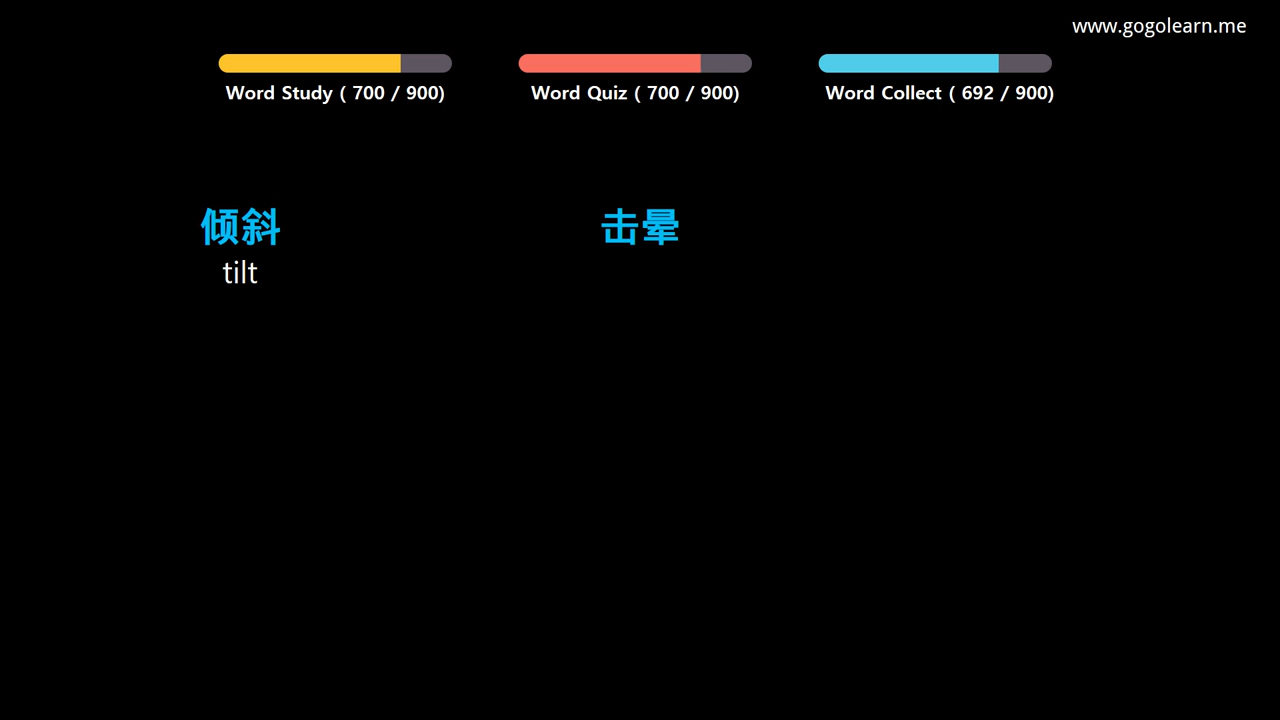 www.gogolearn.me
Word Study ( 700 / 900)
Word Quiz ( 700 / 900)
Word Collect ( 692 / 900)
倾斜
tilt
击晕